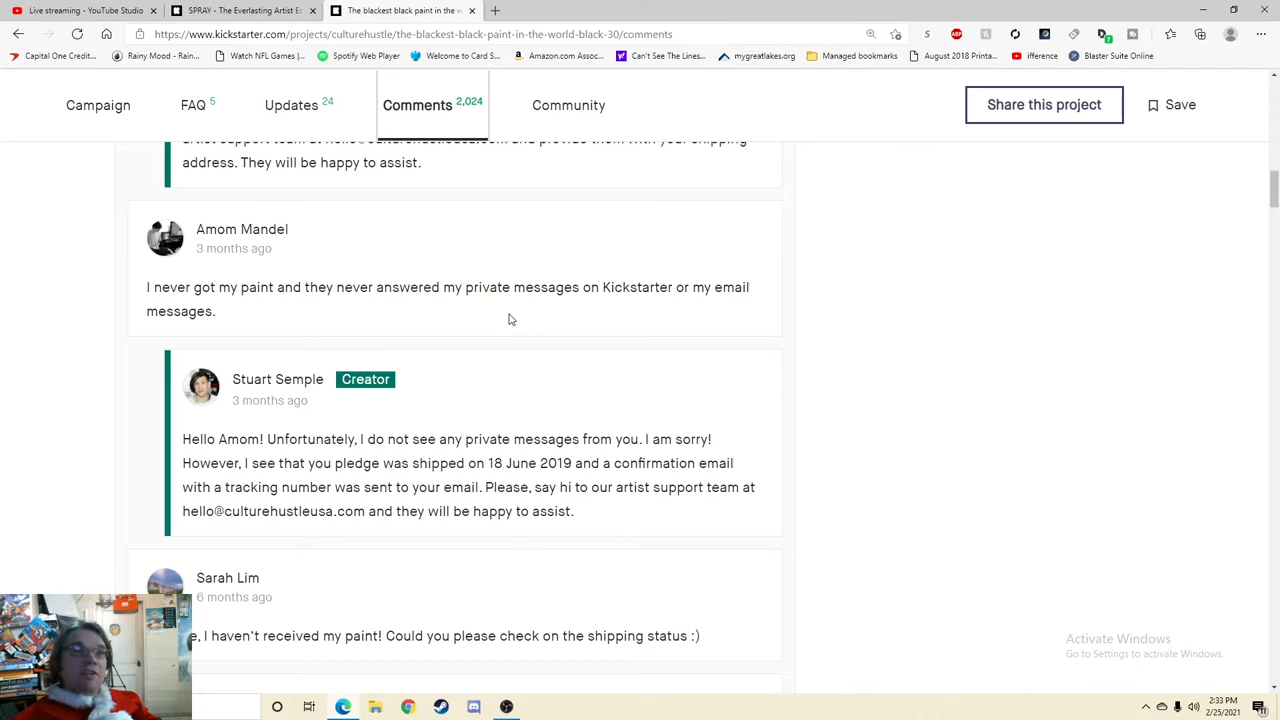 Live streaming - YouTube Studio
SPRAY - The Everlasting Artist Ec
The blackest black paint in the w
https://www.kickstarter.com/projects/culturehustle/the-blackest-black-paint-in-the-world-black-30/comments
Capital One Credit...
Rainy Mood - Rain...
Watch NFL Games |...
Spotify Web Player
Welcome to Card S...
Amazon.com Assoc...
Can't See The Lines...
mygreatlakes.org
Managed bookmarks
August 2018 Printa...
ifference
Blaster Suite Online
Campaign
FAQ 5
Updates 24
Comments 2,024
Community
Share this project
Save
address. They will be happy to assist.
Amom Mandel
3 months ago
I never got my paint and they never answered my private messages on Kickstarter or my email
messages.
Stuart Semple Creator
3 months ago
Hello Amom! Unfortunately, I do not see any private messages from you. I am sorry!
However, I see that you pledge was shipped on 18 June 2019 and a confirmation email
with a tracking number was sent to your email. Please, say hi to our artist support team at
hello@culturehustleusa.com and they will be happy to assist.
Sarah Lim
6 months ago
e, I haven't received my paint! Could you please check on the shipping status :)
Activate Windows
Go to Settings to activate Windows.
2:33 PM
2/25/2021